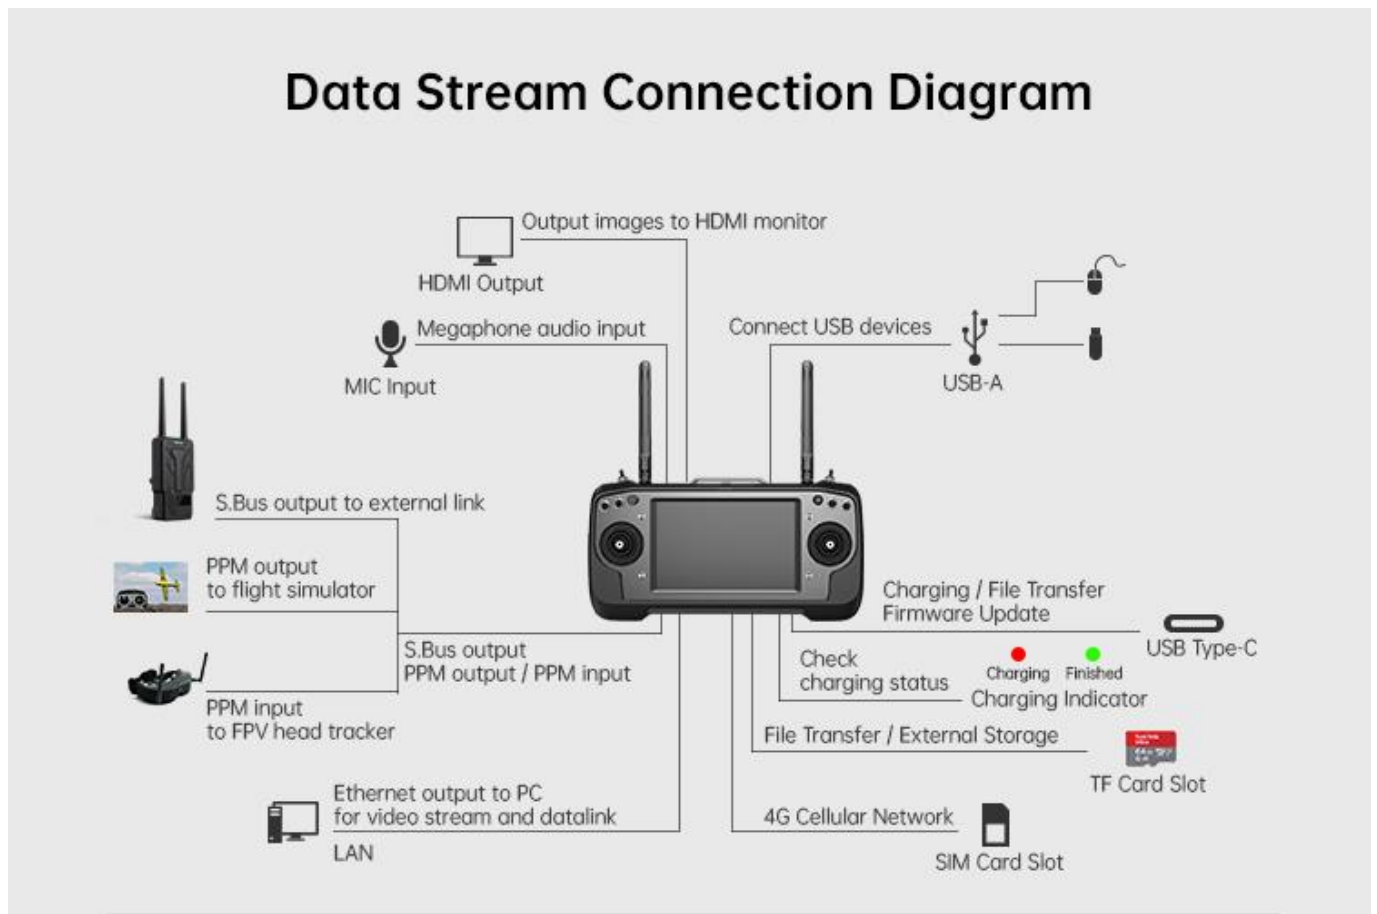 Data Stream Connection Diagram
Output images to HDMI monitor
HDMI Output
Megaphone audio input
MIC Input
Connect USB devices
USB-A
S.Bus output to external link
PPM output
to flight simulator
S.Bus output
PPM output / PPM input
PPM input
to FPV head tracker
Ethernet output to PC
for video stream and datalink
LAN
Charging / File Transfer
Firmware Update
USB Type-C
Check
charging status
Charging
Finished
Charging Indicator
File Transfer / External Storage
TF Card Slot
4G Cellular Network
SIM Card Slot